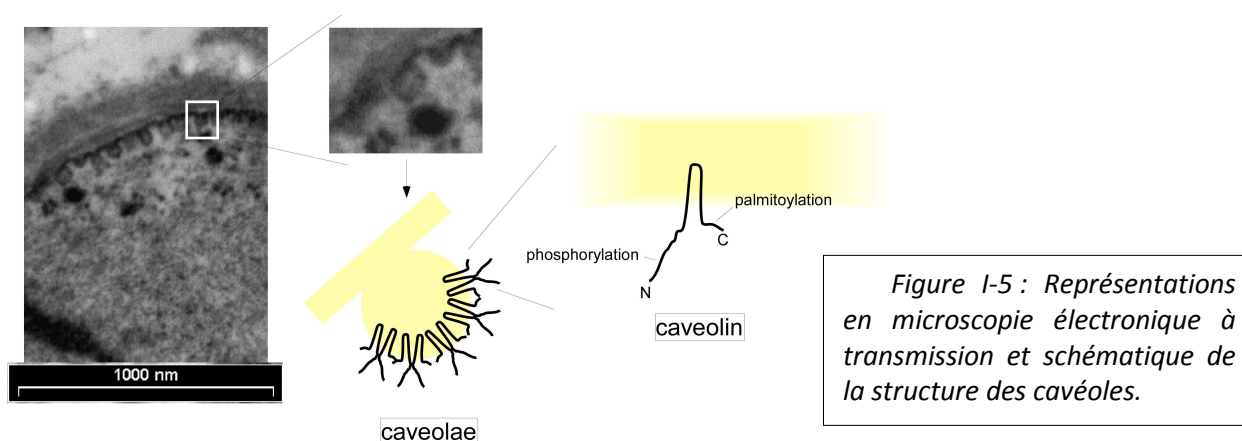 1000 nm
caveolae
palmitoylation
C
phosphorylation
N
caveolin
Figure I-5 : Représentations
en microscopie électronique à
transmission et schématique de
la structure des cavéoles.